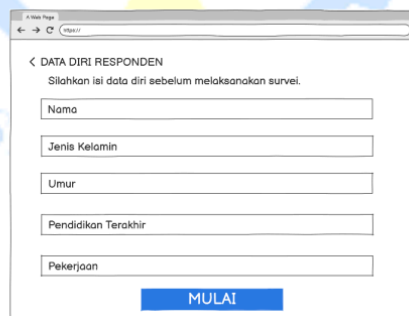 A Web Page
https://
DATA DIRI RESPONDEN
Silahkan isi data diri sebelum melaksanakan survei.
Nama
Jenis Kelamin
Umur
Pendidikan Terakhir
Pekerjaan
MULAI